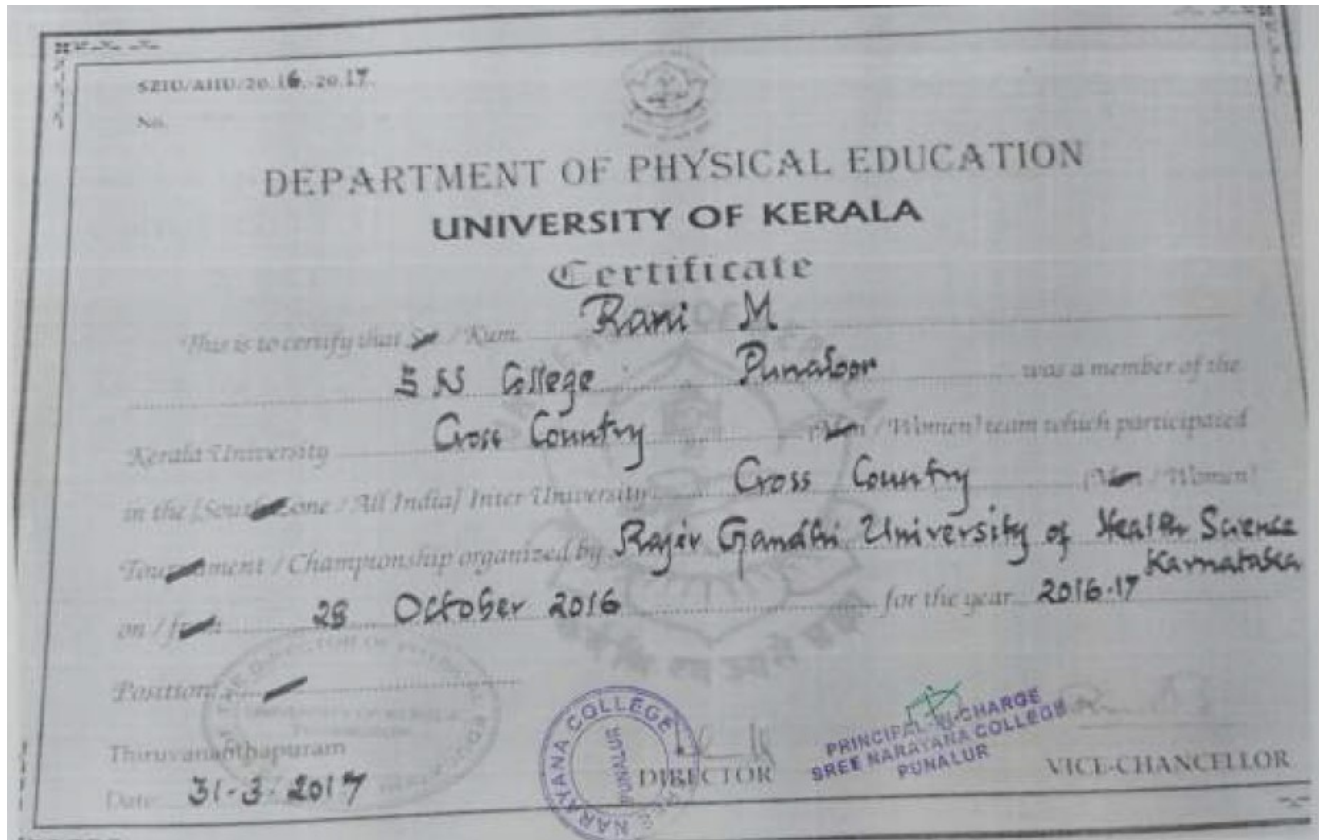 SZIU/AIIU/20.16.-20.17.
No.
DEPARTMENT OF PHYSICAL EDUCATION
UNIVERSITY OF KERALA
Certificate
This is to certify that Sri / Kum. Rani M
S N College Punaloor was a member of the
Kerala University Cross Country (Men / Women) team which participated
in the [South Zone / All India] Inter University Cross Country (Men / Women)
Tournament / Championship organized by Rajiv Gandhi University of Health Science
Karnataka
on / from 28 October 2016 for the year 2016-17
Position
Thiruvananthapuram
Date 31-3-2017
SREE NARAYANA COLLEGE
PUNALUR
DIRECTOR
PRINCIPAL-IN-CHARGE
SREE NARAYANA COLLEGE
PUNALUR
VICE-CHANCELLOR